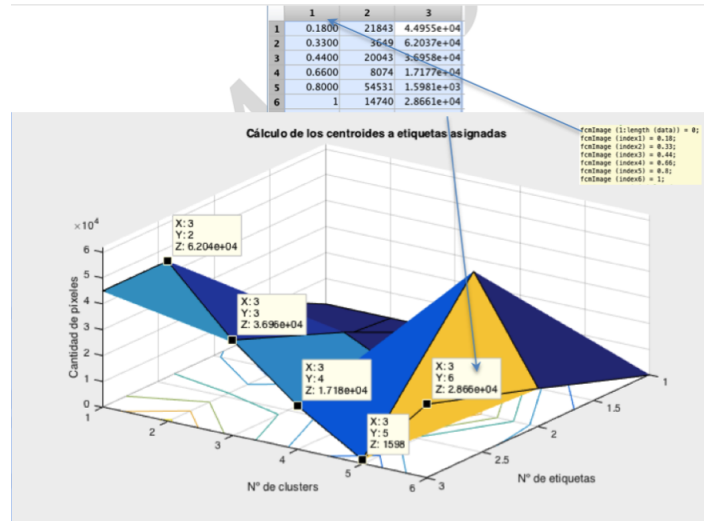 1 2 3
1 0.1800 21843 4.4955e+04
2 0.3300 3649 6.2037e+04
3 0.4400 20043 3.6958e+04
4 0.6600 8074 1.7177e+04
5 0.8000 54531 1.5981e+03
6 1 14740 2.8661e+04
fcmImage (1:length (data)) = 0;
fcmImage (index1) = 0.18;
fcmImage (index2) = 0.33;
fcmImage (index3) = 0.44;
fcmImage (index4) = 0.66;
fcmImage (index5) = 0.8;
fcmImage (index6) = 1;
Cálculo de los centroides a etiquetas asignadas
×10⁴
6
5
4
3
2
1
0
Cantidad de pixeles
X: 3
Y: 2
Z: 6.204e+04
X: 3
Y: 3
Z: 3.696e+04
X: 3
Y: 4
Z: 1.718e+04
X: 3
Y: 6
Z: 2.866e+04
X: 3
Y: 5
Z: 1598
1
2
3
4
5
6
Nº de clusters
1
1.5
2
2.5
3
Nº de etiquetas